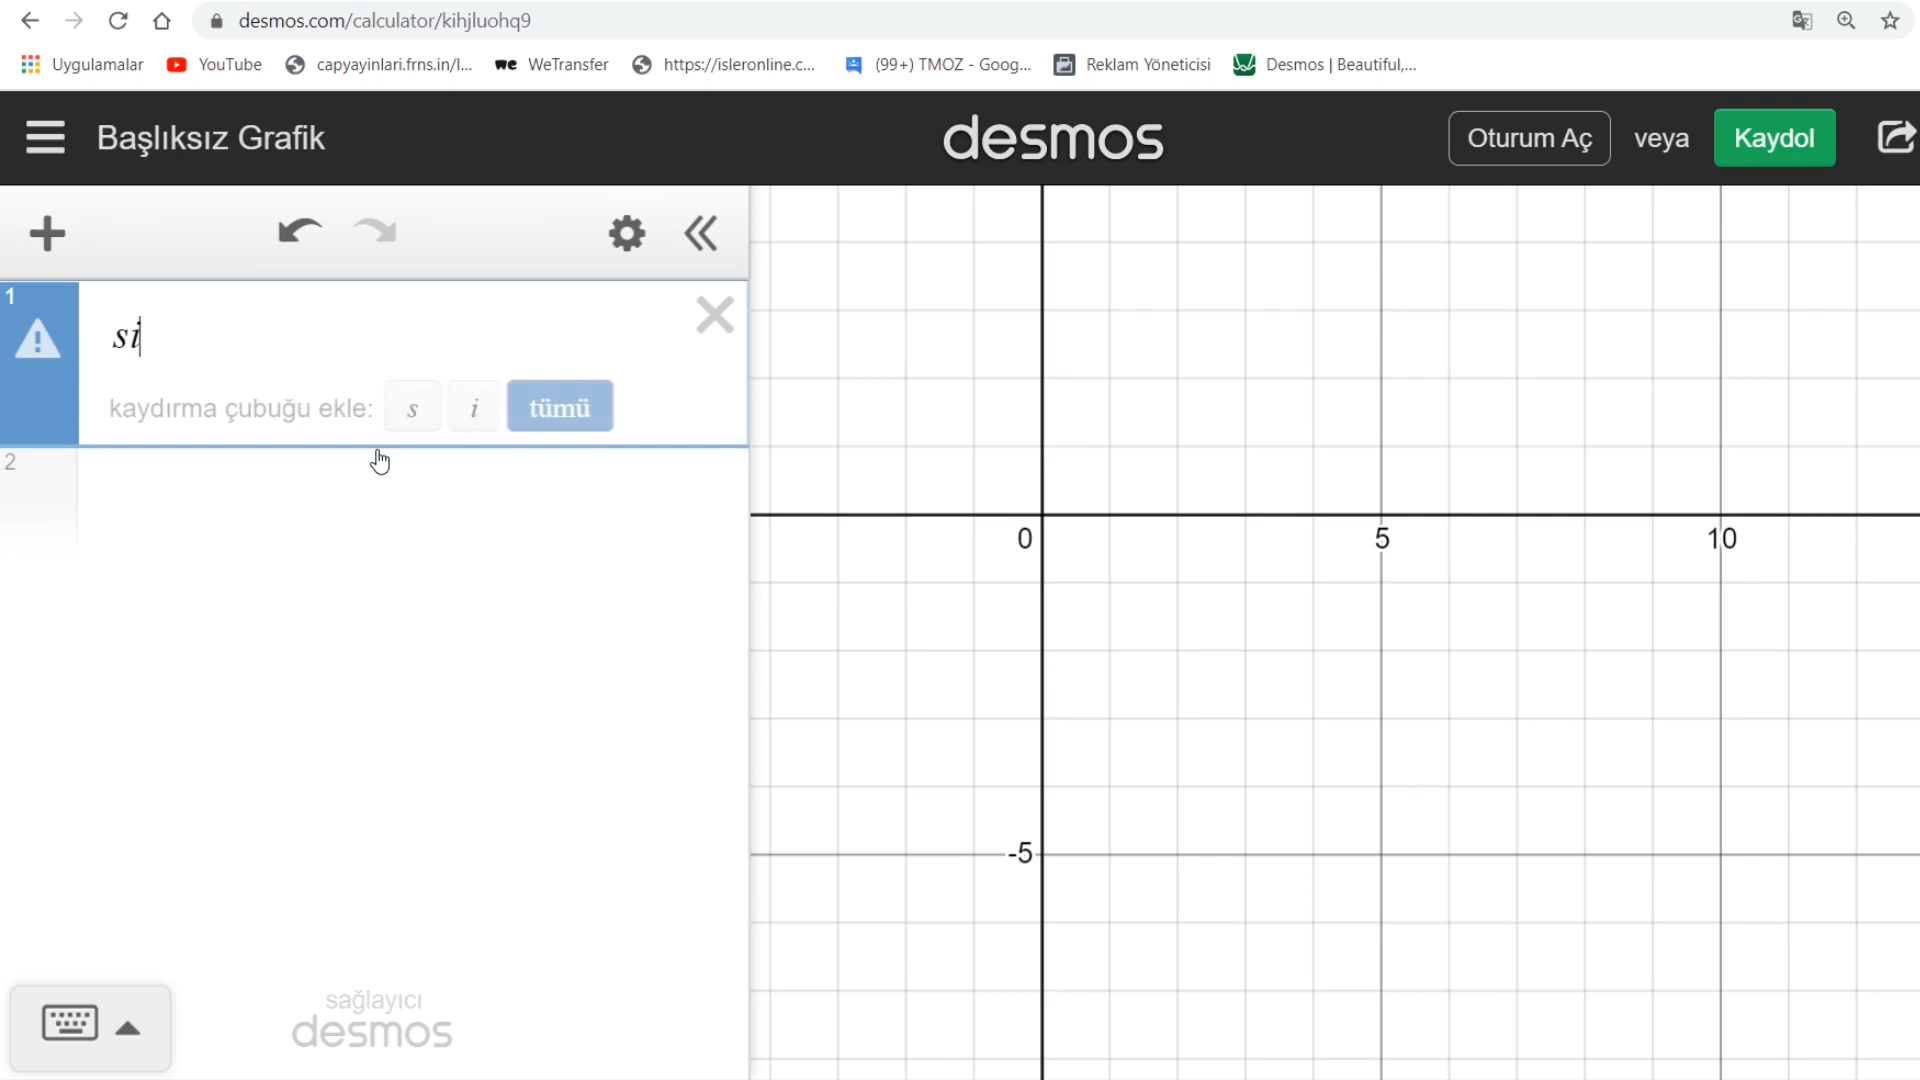 desmos.com/calculator/kihjluohq9
Uygulamalar YouTube capyayinlari.frns.in/l... we WeTransfer https://isleronline.c... (99+) TMOZ - Goog... Reklam Yöneticisi Desmos | Beautiful,...
Başlıksız Grafik desmos Oturum Aç veya Kaydol
1
si
kaydırma çubuğu ekle: s i tümü
2
0 5 10
-5
sağlayıcı
desmos